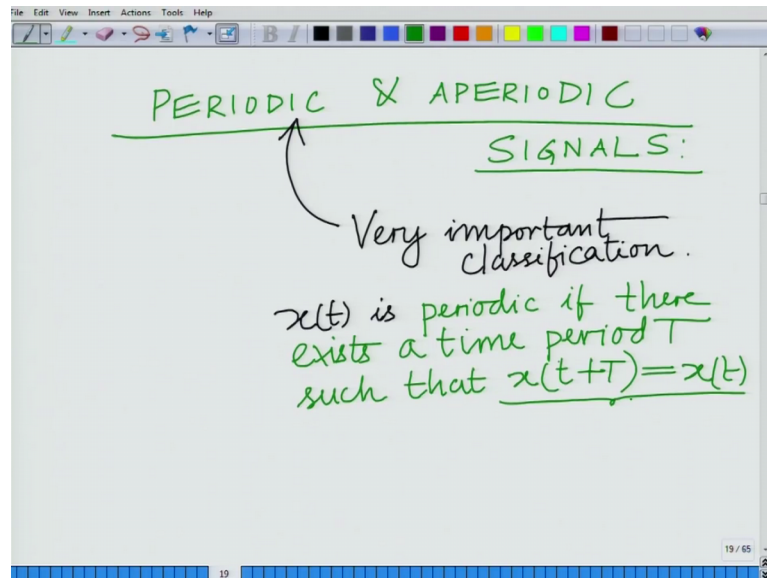 File Edit View Insert Actions Tools Help
B I
PERIODIC & APERIODIC
SIGNALS:
Very important
classification.
x(t) is periodic if there
exists a time period T
such that x(t+T)=x(t)
19 / 65
19